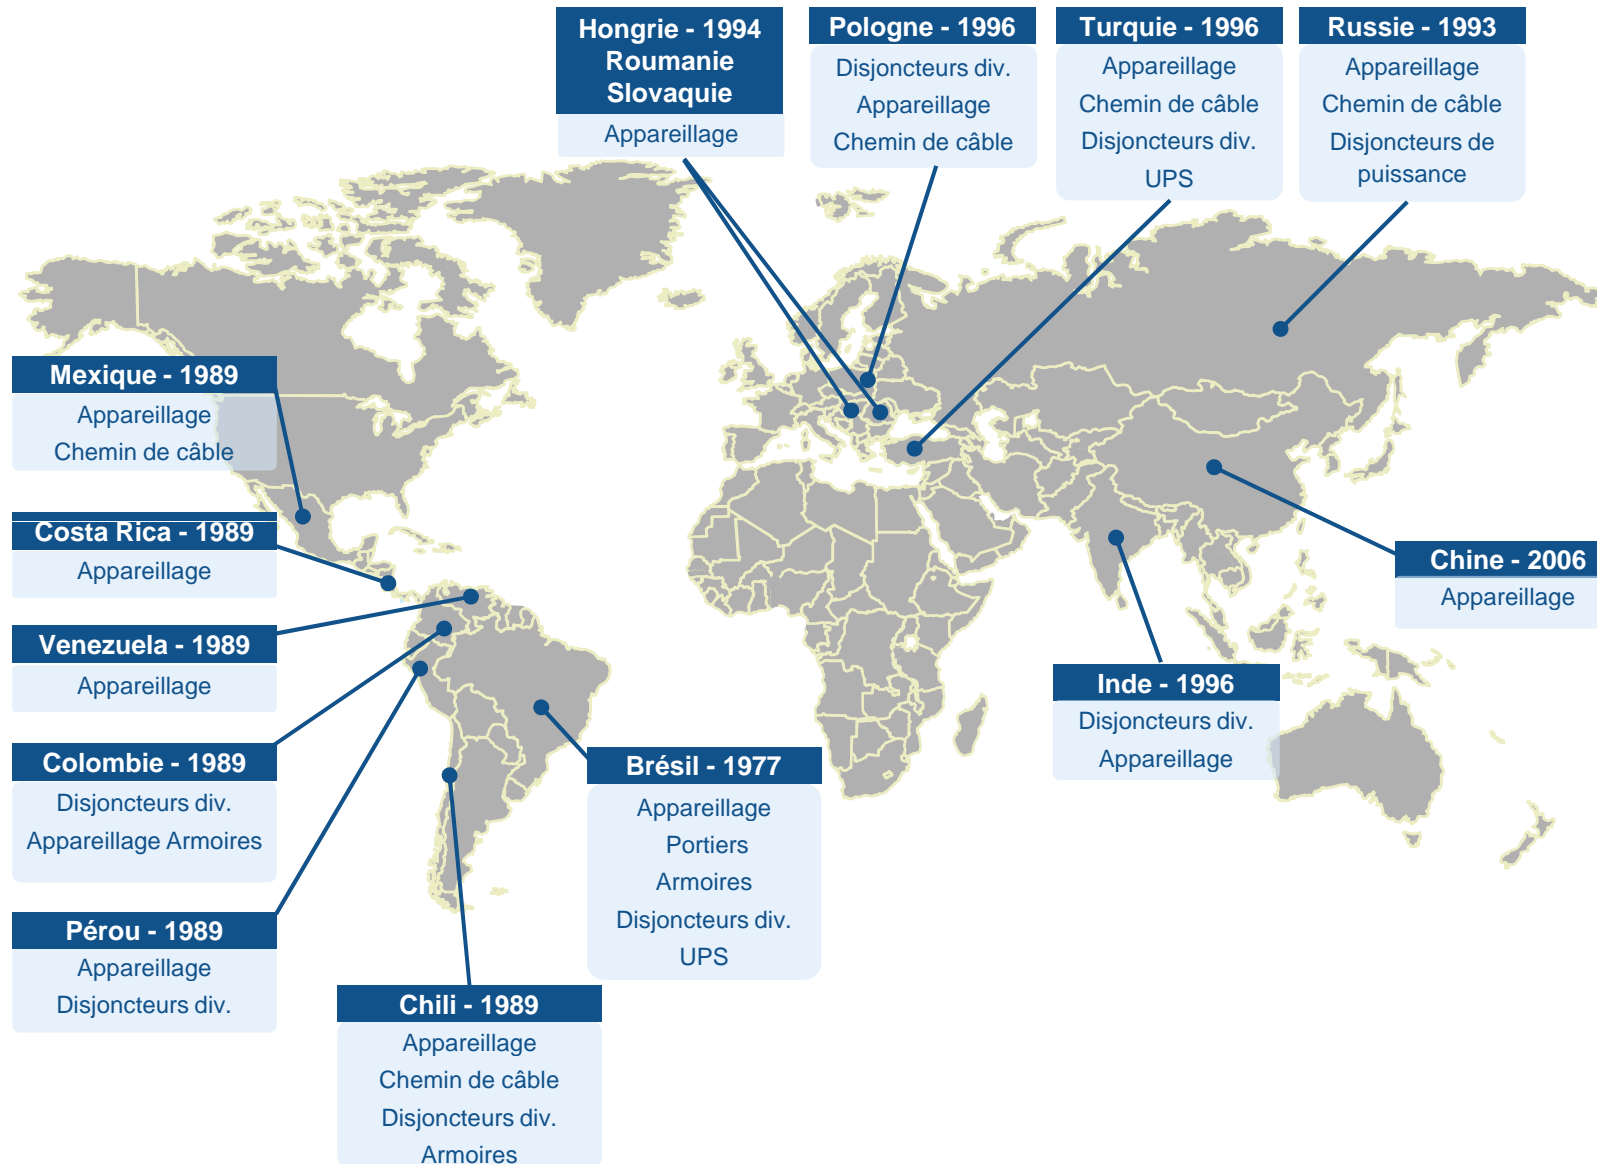 Hongrie - 1994
Roumanie
Slovaquie
Appareillage
Pologne - 1996
Disjoncteurs div.
Appareillage
Chemin de câble
Turquie - 1996
Appareillage
Chemin de câble
Disjoncteurs div.
UPS
Russie - 1993
Appareillage
Chemin de câble
Disjoncteurs de
puissance
Mexique - 1989
Appareillage
Chemin de câble
Costa Rica - 1989
Appareillage
Venezuela - 1989
Appareillage
Colombie - 1989
Disjoncteurs div.
Appareillage Armoires
Pérou - 1989
Appareillage
Disjoncteurs div.
Chili - 1989
Appareillage
Chemin de câble
Disjoncteurs div.
Armoires
Brésil - 1977
Appareillage
Portiers
Armoires
Disjoncteurs div.
UPS
Inde - 1996
Disjoncteurs div.
Appareillage
Chine - 2006
Appareillage